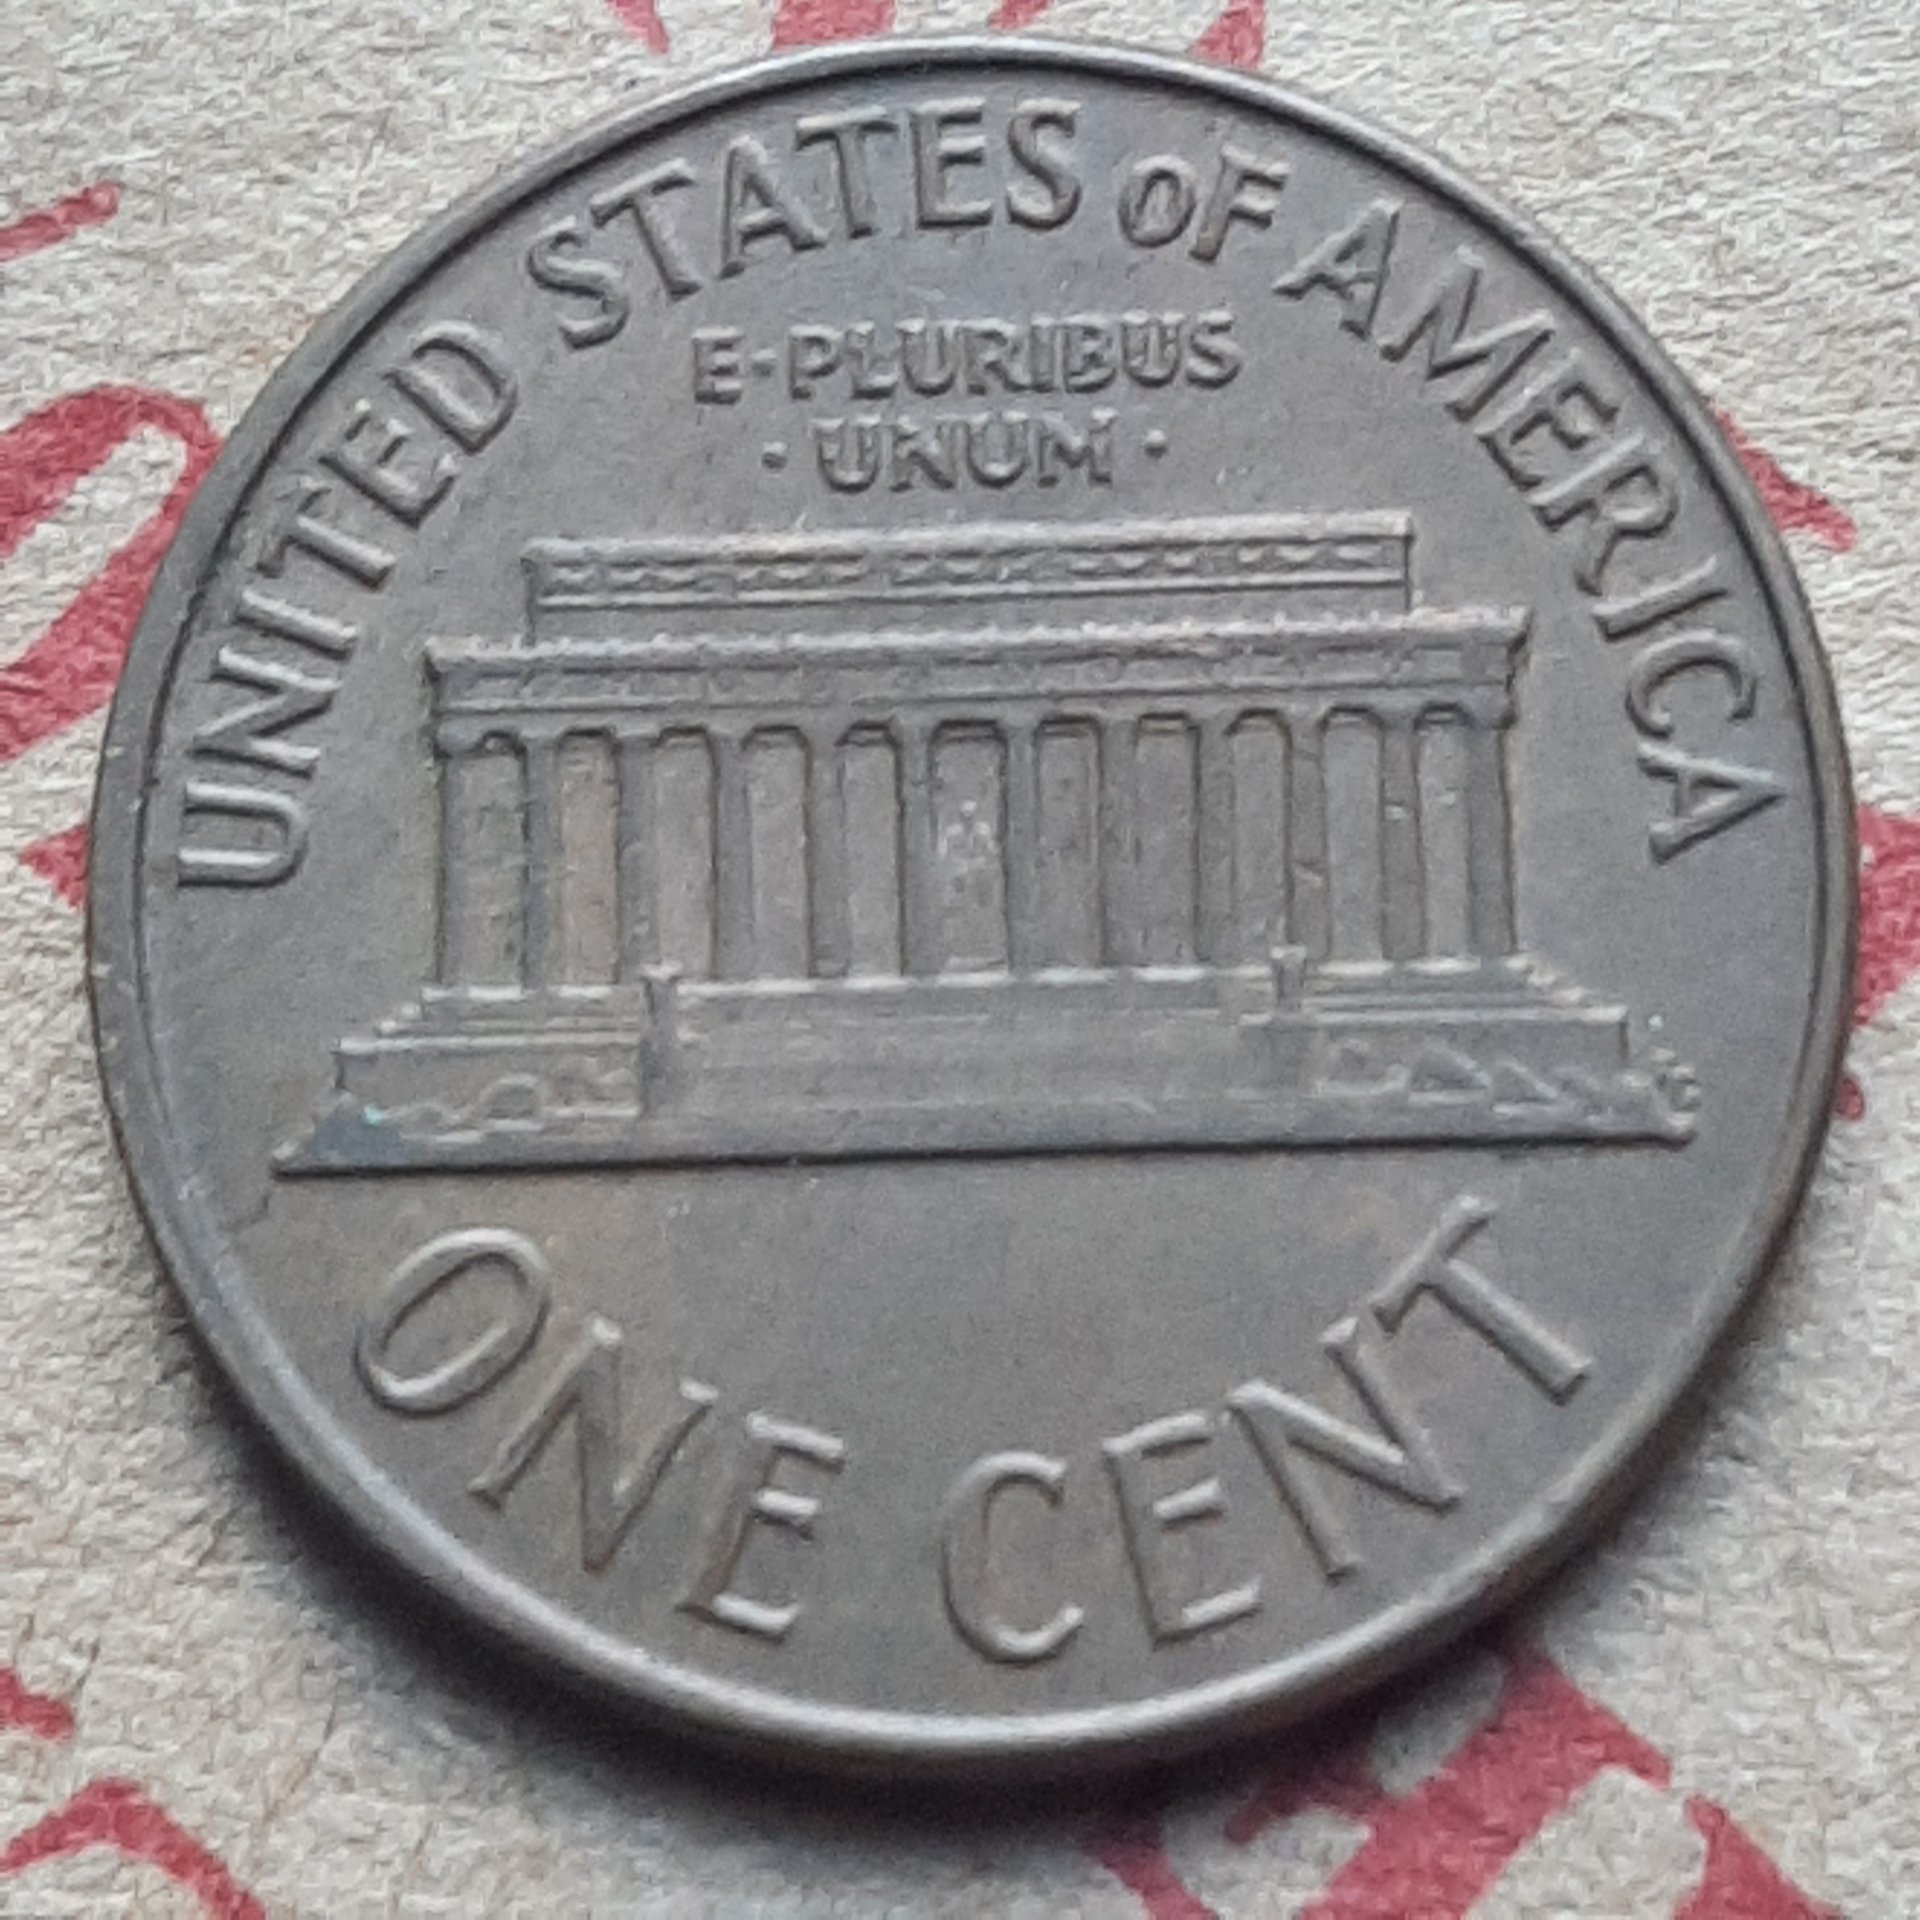 UNITED STATES OF AMERICA
E·PLURIBUS
·UNUM·
ONE CENT